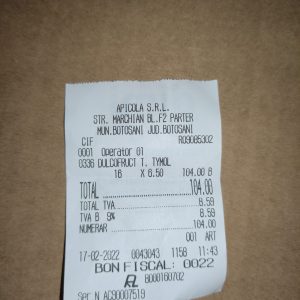 APICOLA S.R.L.
STR. MARCHIAN BL.F2 PARTER
MUN.BOTOSANI JUD.BOTOSANI
CIF RO9085302
0001 Operator 01
0336 DULCOFRUCT T. TYMOL
16 X 6.50 104.00 B
TOTAL 104.00
TOTAL TVA 8.59
TVA B 9% 8.59
NUMERAR 104.00
001 ART
17-02-2022 0043043 1158 11:43
BON FISCAL: 0022
8008160702
Ser.N AC90007519